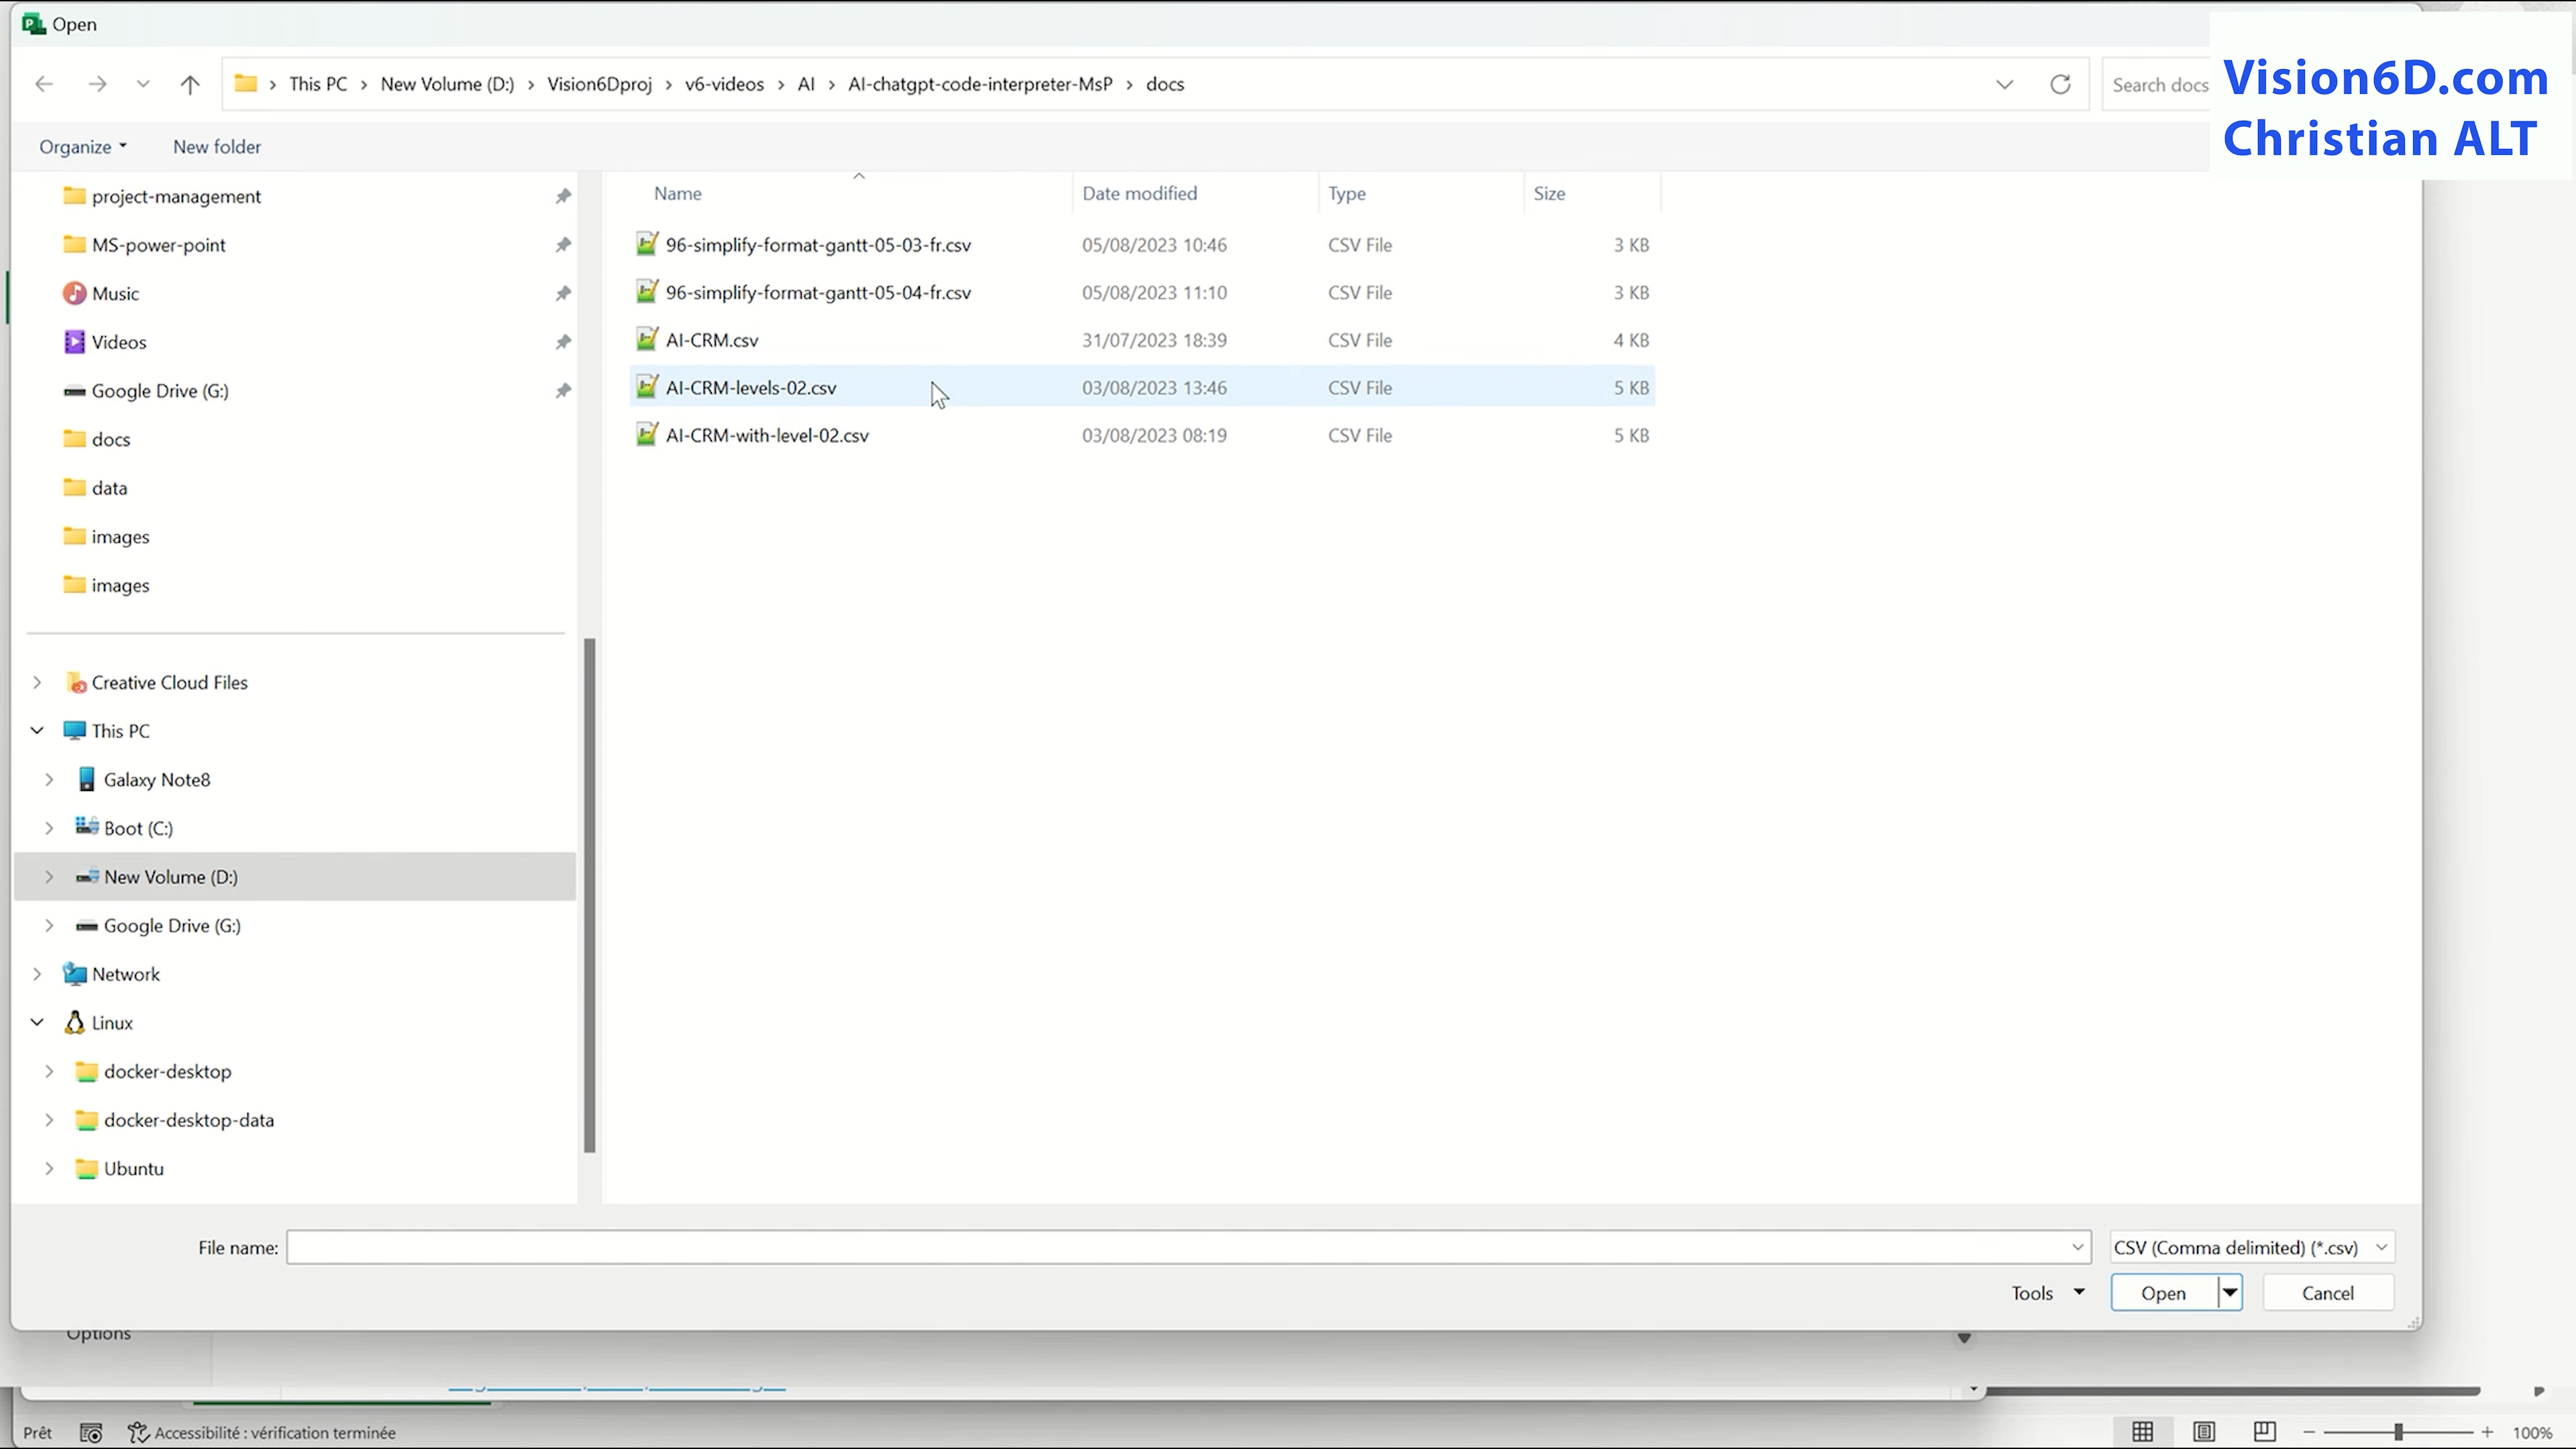 Open
Vision6D.com
Christian ALT
This PC > New Volume (D:) > Vision6Dproj > v6-videos > AI > AI-chatgpt-code-interpreter-MsP > docs
Search docs
Organize
New folder
project-management
MS-power-point
Music
Videos
Google Drive (G:)
docs
data
images
images
Creative Cloud Files
This PC
Galaxy Note8
Boot (C:)
New Volume (D:)
Google Drive (G:)
Network
Linux
docker-desktop
docker-desktop-data
Ubuntu
Name Date modified Type Size
96-simplify-format-gantt-05-03-fr.csv 05/08/2023 10:46 CSV File 3 KB
96-simplify-format-gantt-05-04-fr.csv 05/08/2023 11:10 CSV File 3 KB
AI-CRM.csv 31/07/2023 18:39 CSV File 4 KB
AI-CRM-levels-02.csv 03/08/2023 13:46 CSV File 5 KB
AI-CRM-with-level-02.csv 03/08/2023 08:19 CSV File 5 KB
File name:
CSV (Comma delimited) (*.csv)
Tools
Open
Cancel
Options
Prêt
Accessibilité : vérification terminée
100%